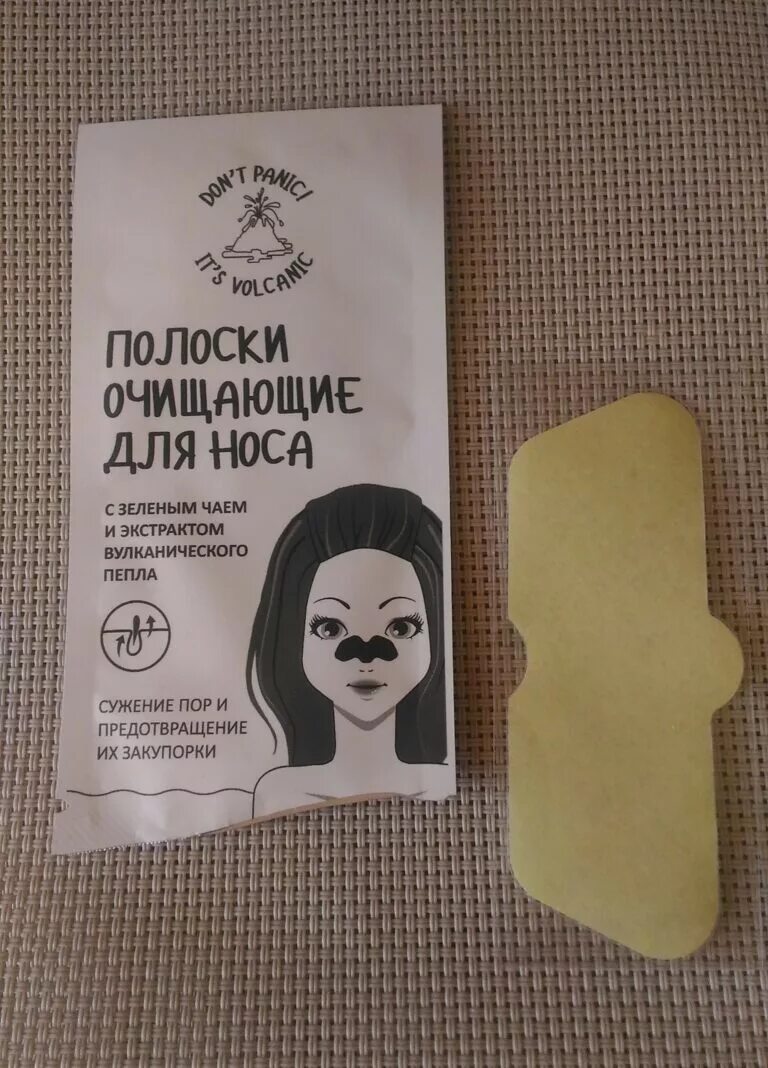 DON'T PANIC!
IT'S VOLCANIC
ПОЛОСКИ
ОЧИЩАЮЩИЕ
ДЛЯ НОСА
С ЗЕЛЕНЫМ ЧАЕМ
И ЭКСТРАКТОМ
ВУЛКАНИЧЕСКОГО
ПЕПЛА
СУЖЕНИЕ ПОР И
ПРЕДОТВРАЩЕНИЕ
ИХ ЗАКУПОРКИ